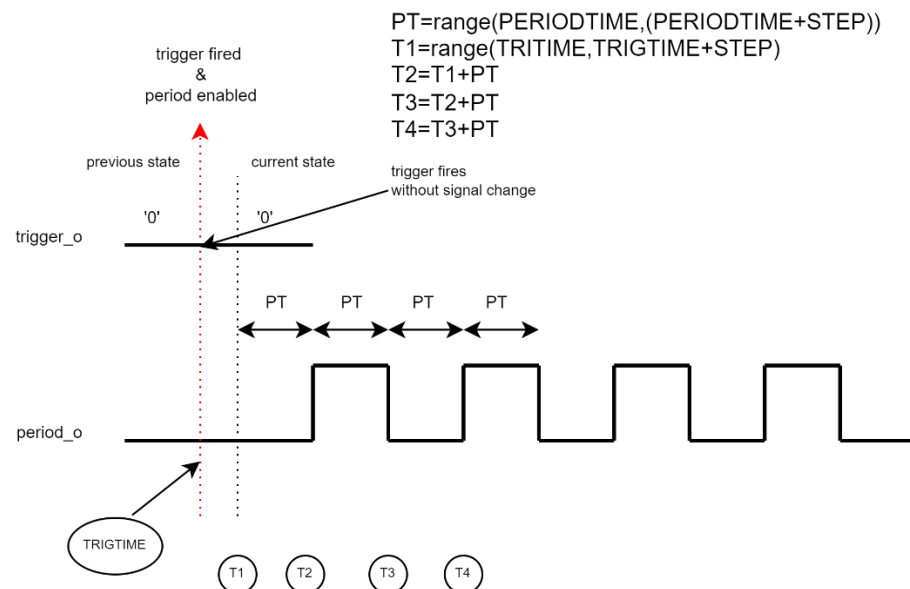 PT=range(PERIODTIME,(PERIODTIME+STEP))
T1=range(TRITIME,TRIGTIME+STEP)
T2=T1+PT
T3=T2+PT
T4=T3+PT
trigger fired
&
period enabled
previous state
current state
trigger fires
without signal change
'0'
'0'
trigger_o
PT
PT
PT
PT
period_o
TRIGTIME
T1
T2
T3
T4